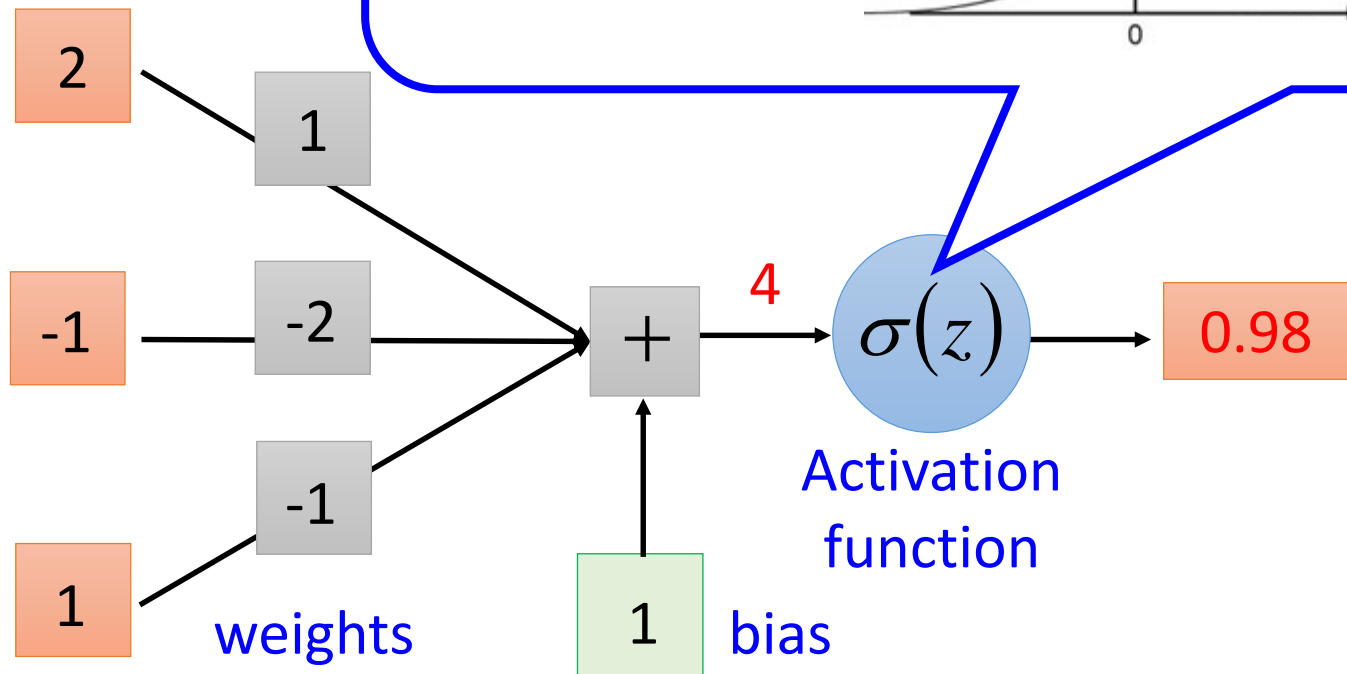 0
2
1
-1
-2
+
4
σ(z)
0.98
Activation
function
-1
1
weights
1
bias